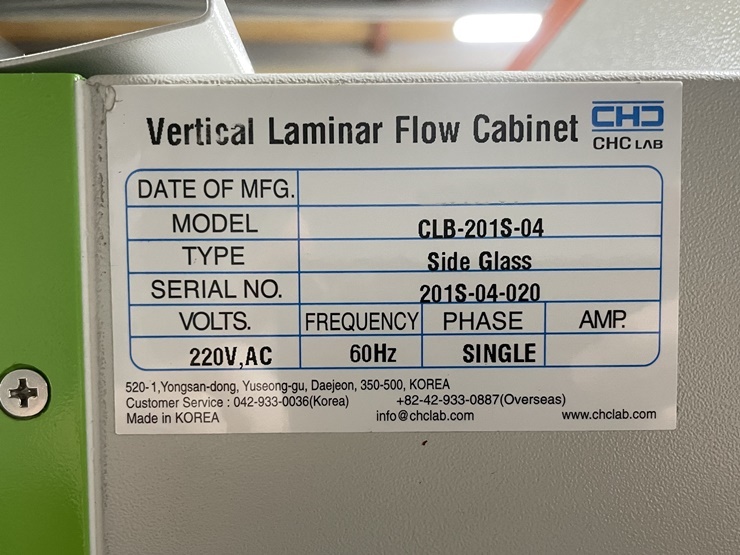 Vertical Laminar Flow Cabinet
CHC
CHC LAB
DATE OF MFG.
MODEL CLB-201S-04
TYPE Side Glass
SERIAL NO. 201S-04-020
VOLTS. FREQUENCY PHASE AMP.
220V,AC 60Hz SINGLE
520-1,Yongsan-dong, Yuseong-gu, Daejeon, 350-500, KOREA
Customer Service : 042-933-0036(Korea) +82-42-933-0887(Overseas)
Made in KOREA info@chclab.com www.chclab.com